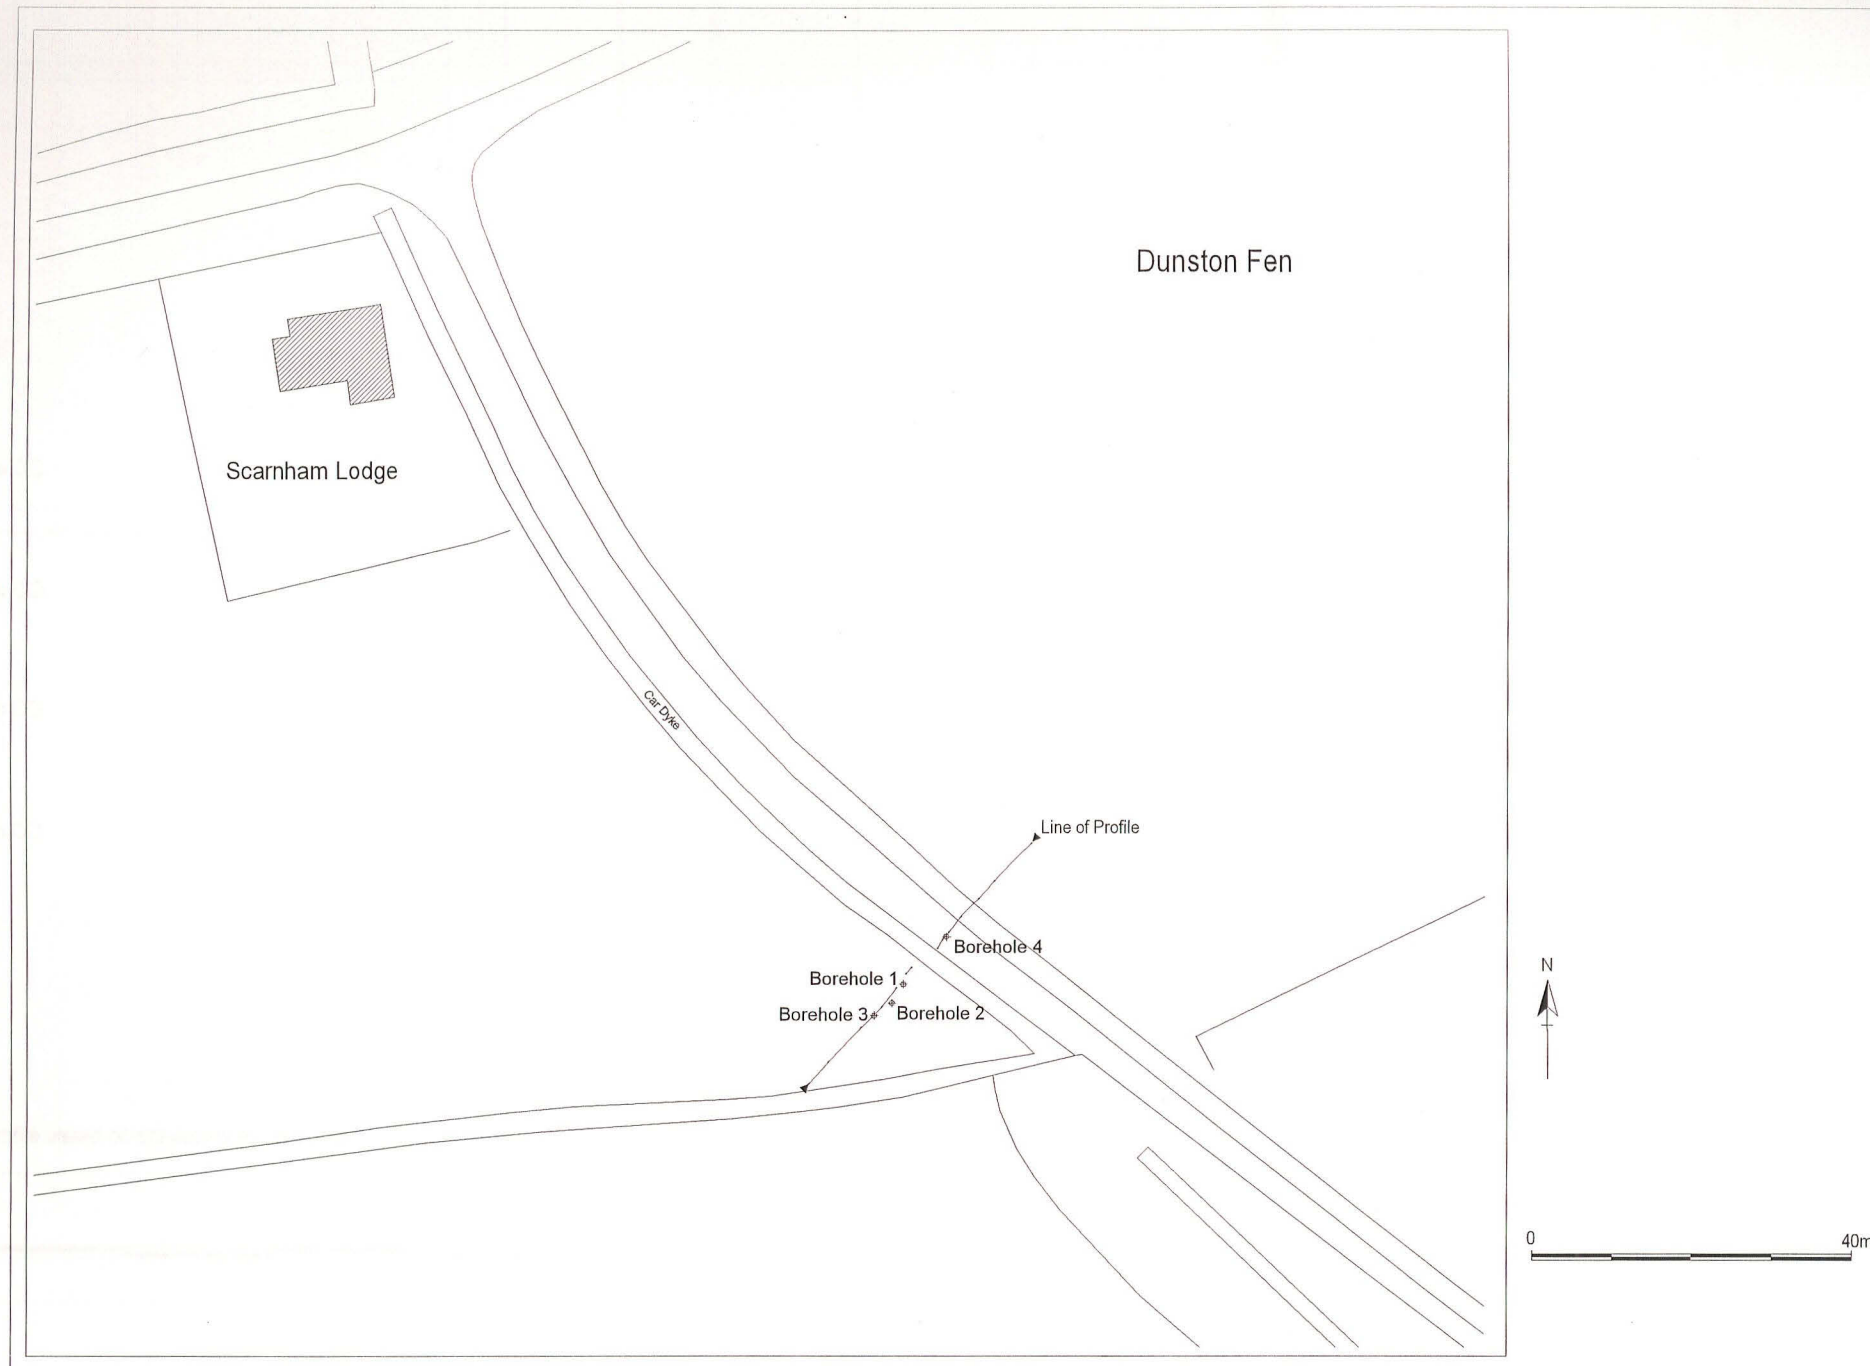 Dunston Fen
Scarnham Lodge
Car Dyke
Line of Profile
Borehole 4
Borehole 1
Borehole 3
Borehole 2
N
0 40m